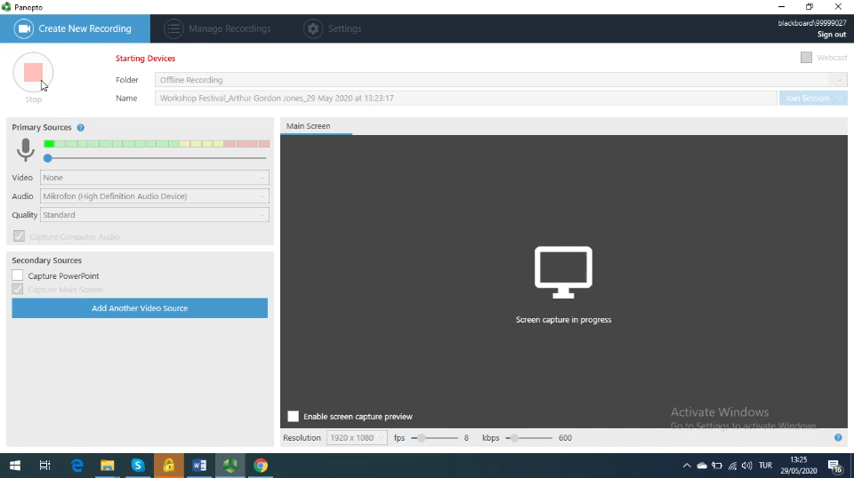 Panopto
Create New Recording
Manage Recordings
Settings
blackboard\99999027
Sign out
Starting Devices
Webcast
Stop
Folder
Offline Recording
Name
Workshop Festival_Arthur Gordon Jones_29 May 2020 at 13:23:17
Join Session
Primary Sources ?
Main Screen
Video
None
Audio
Mikrofon (High Definition Audio Device)
Quality
Standard
Capture Computer Audio
Secondary Sources
Capture PowerPoint
Capture Main Screen
Add Another Video Source
Screen capture in progress
Enable screen capture preview
Activate Windows
Go to Settings to activate Windows.
Resolution
1920 x 1080
fps
8
kbps
600
?
TUR
13:25
29/05/2020
16